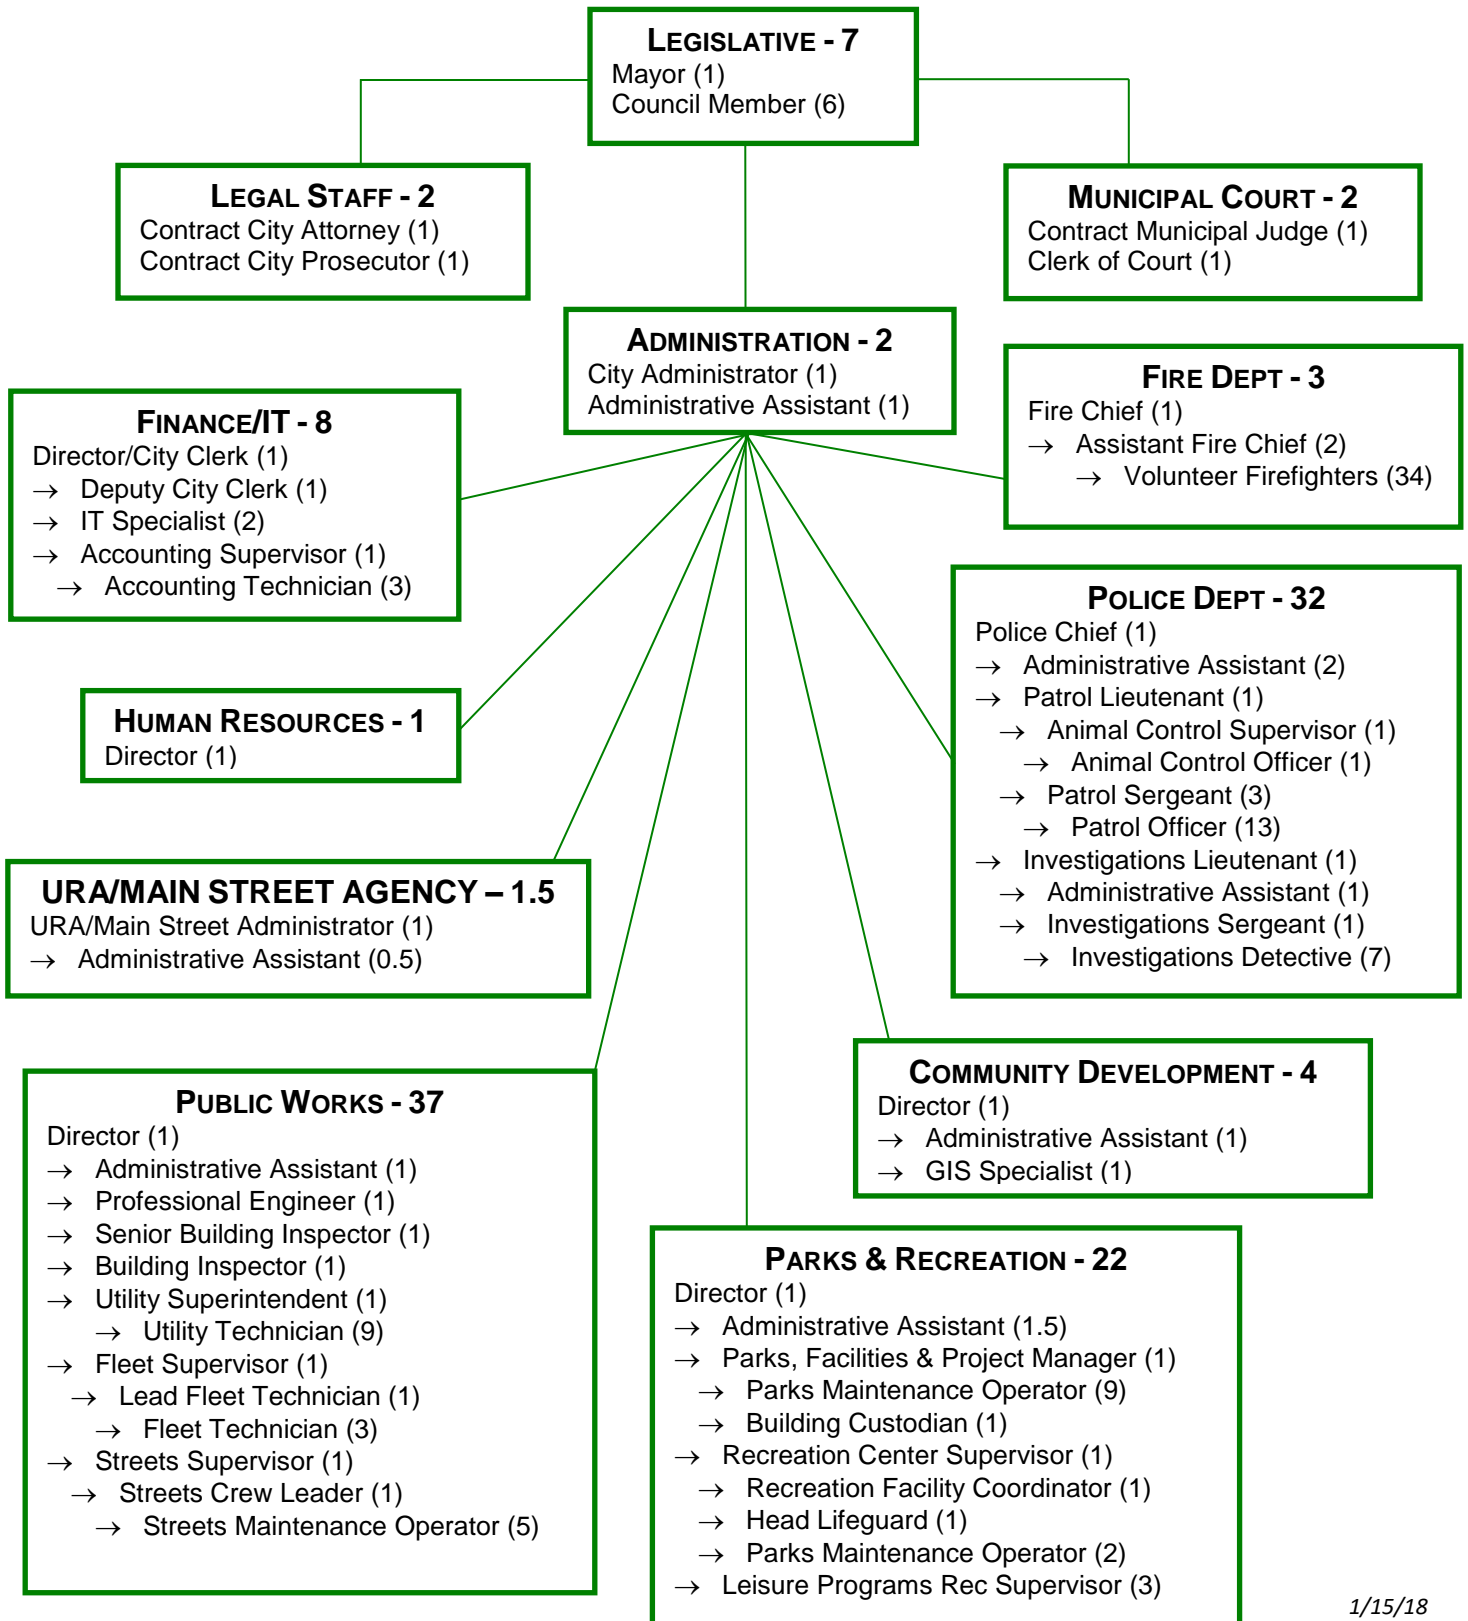 LEGISLATIVE - 7
Mayor (1)
Council Member (6)
LEGAL STAFF - 2
Contract City Attorney (1)
Contract City Prosecutor (1)
MUNICIPAL COURT - 2
Contract Municipal Judge (1)
Clerk of Court (1)
ADMINISTRATION - 2
City Administrator (1)
Administrative Assistant (1)
FIRE DEPT - 3
Fire Chief (1)
→ Assistant Fire Chief (2)
→ Volunteer Firefighters (34)
FINANCE/IT - 8
Director/City Clerk (1)
→ Deputy City Clerk (1)
→ IT Specialist (2)
→ Accounting Supervisor (1)
→ Accounting Technician (3)
POLICE DEPT - 32
Police Chief (1)
→ Administrative Assistant (2)
→ Patrol Lieutenant (1)
→ Animal Control Supervisor (1)
→ Animal Control Officer (1)
→ Patrol Sergeant (3)
→ Patrol Officer (13)
→ Investigations Lieutenant (1)
→ Administrative Assistant (1)
→ Investigations Sergeant (1)
→ Investigations Detective (7)
HUMAN RESOURCES - 1
Director (1)
URA/MAIN STREET AGENCY – 1.5
URA/Main Street Administrator (1)
→ Administrative Assistant (0.5)
COMMUNITY DEVELOPMENT - 4
Director (1)
→ Administrative Assistant (1)
→ GIS Specialist (1)
PUBLIC WORKS - 37
Director (1)
→ Administrative Assistant (1)
→ Professional Engineer (1)
→ Senior Building Inspector (1)
→ Building Inspector (1)
→ Utility Superintendent (1)
→ Utility Technician (9)
→ Fleet Supervisor (1)
→ Lead Fleet Technician (1)
→ Fleet Technician (3)
→ Streets Supervisor (1)
→ Streets Crew Leader (1)
→ Streets Maintenance Operator (5)
PARKS & RECREATION - 22
Director (1)
→ Administrative Assistant (1.5)
→ Parks, Facilities & Project Manager (1)
→ Parks Maintenance Operator (9)
→ Building Custodian (1)
→ Recreation Center Supervisor (1)
→ Recreation Facility Coordinator (1)
→ Head Lifeguard (1)
→ Parks Maintenance Operator (2)
→ Leisure Programs Rec Supervisor (3)
1/15/18